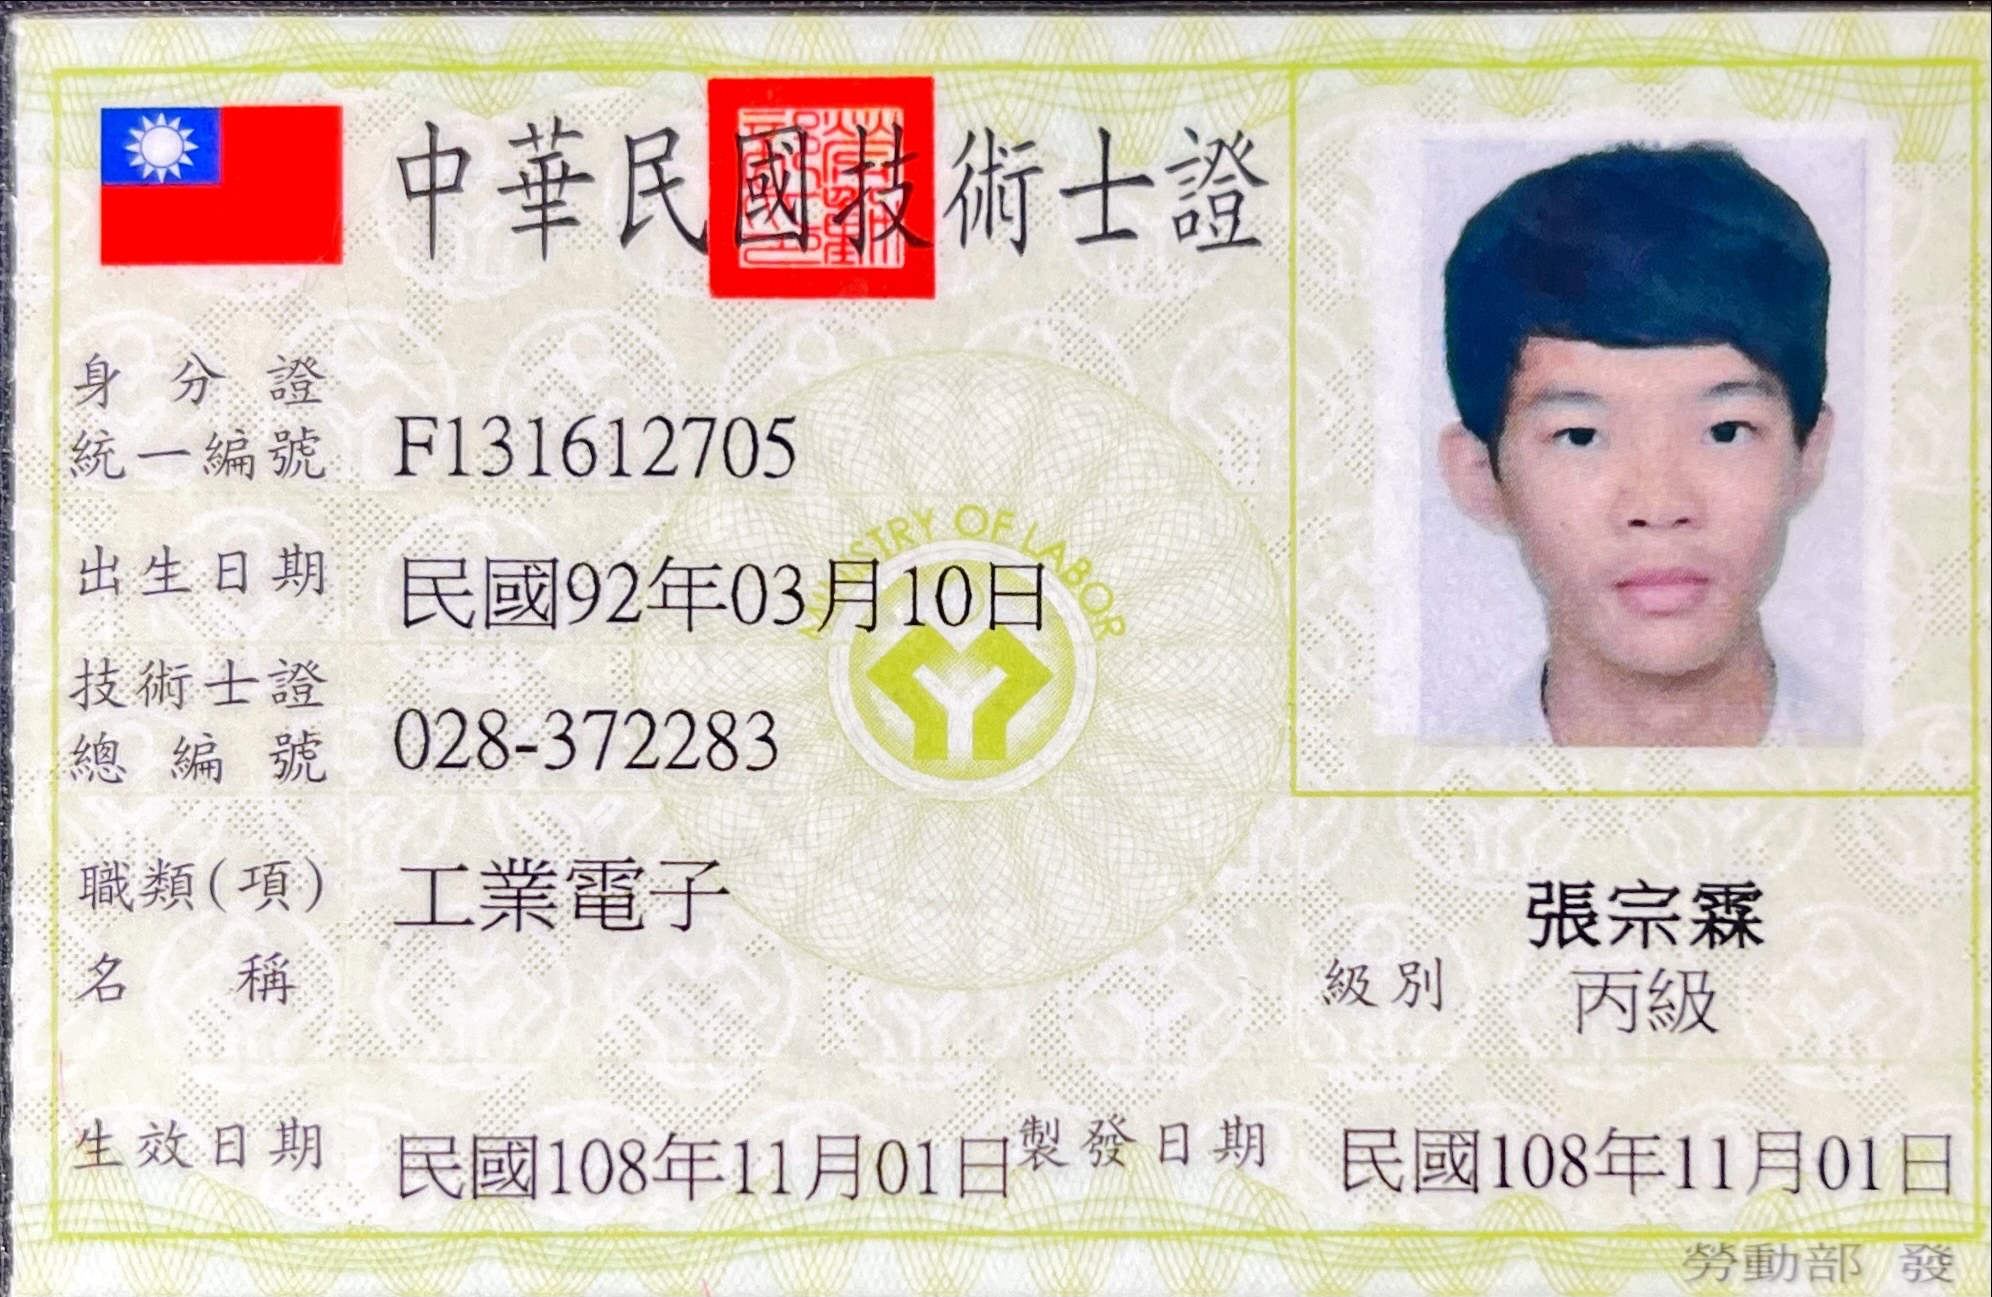 中華民國技術士證
身分證
統一編號 F131612705
出生日期 民國92年03月10日
MINISTRY OF LABOR
技術士證
總編號 028-372283
職類(項) 工業電子
名稱
張宗霖
級別 丙級
生效日期 民國108年11月01日 製發日期 民國108年11月01日
勞動部 發